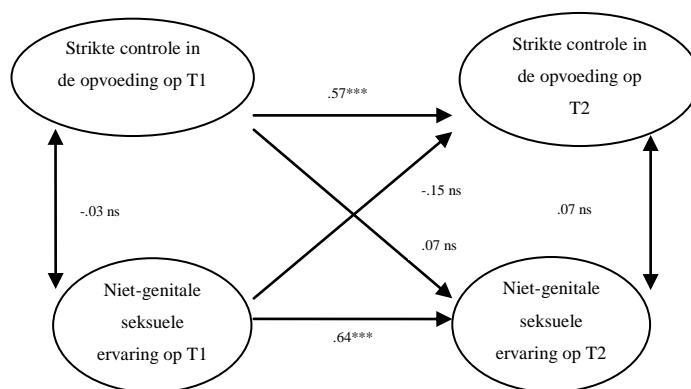 Strikte controle in
de opvoeding op T1
Strikte controle in
de opvoeding op
T2
.57***
-.03 ns
-.15 ns
.07 ns
.07 ns
Niet-genitale
seksuele
ervaring op T1
.64***
Niet-genitale
seksuele
ervaring op T2